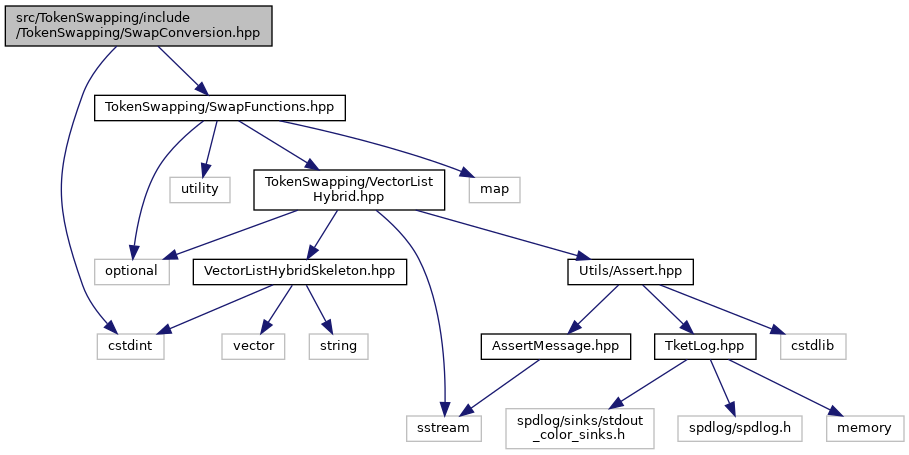 src/TokenSwapping/include
/TokenSwapping/SwapConversion.hpp
TokenSwapping/SwapFunctions.hpp
utility
TokenSwapping/VectorList
Hybrid.hpp
map
optional
VectorListHybridSkeleton.hpp
Utils/Assert.hpp
cstdint
vector
string
AssertMessage.hpp
TketLog.hpp
cstdlib
sstream
spdlog/sinks/stdout
_color_sinks.h
spdlog/spdlog.h
memory